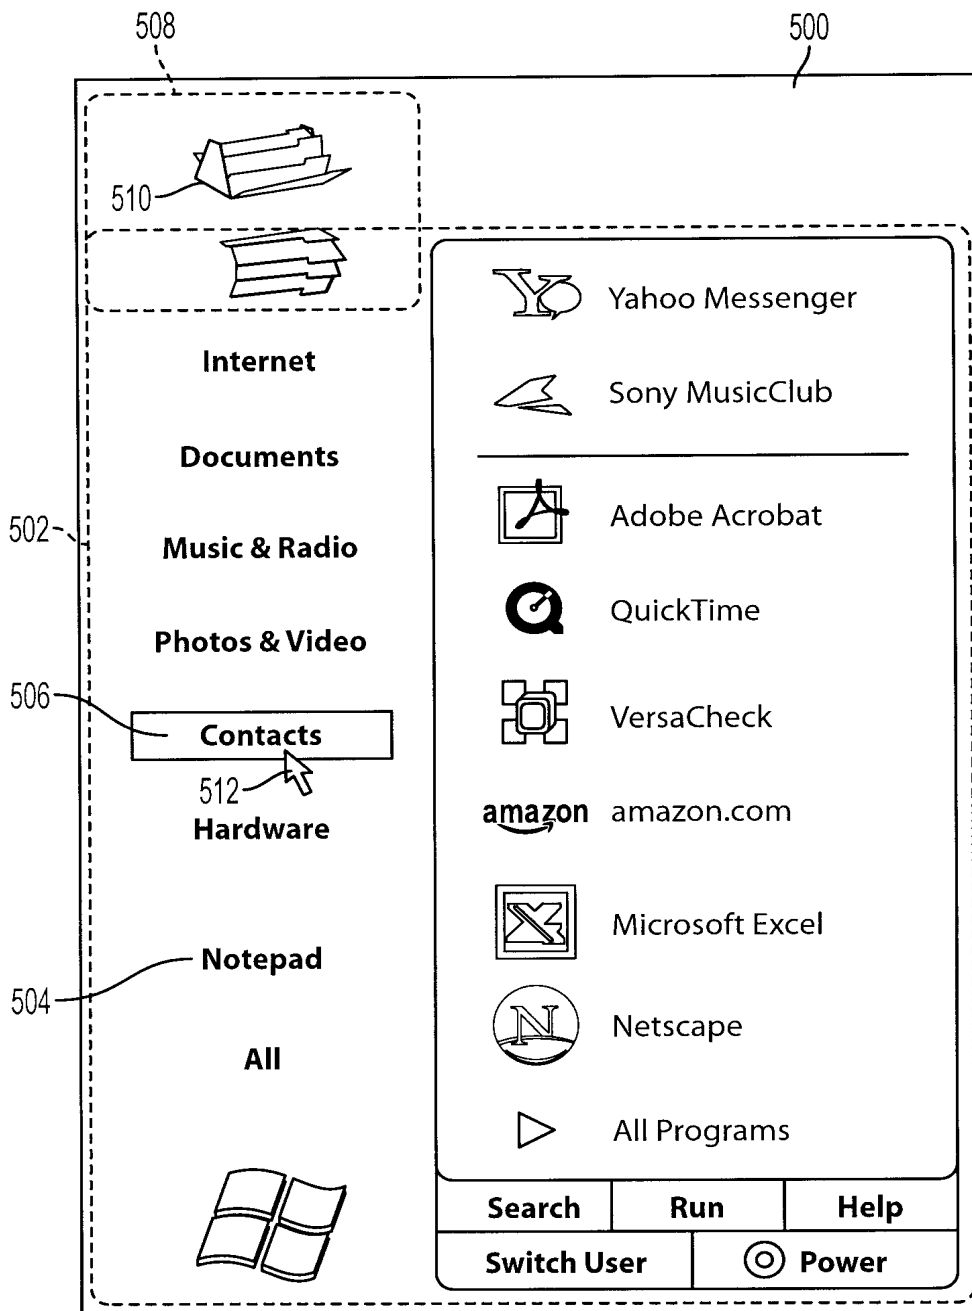 508
500
510
Yahoo Messenger
Internet
Sony MusicClub
Documents
502
Adobe Acrobat
Music & Radio
QuickTime
Photos & Video
506
Contacts
VersaCheck
512
amazon amazon.com
Hardware
Microsoft Excel
Notepad
504
N Netscape
All
All Programs
Search Run Help
Switch User Power